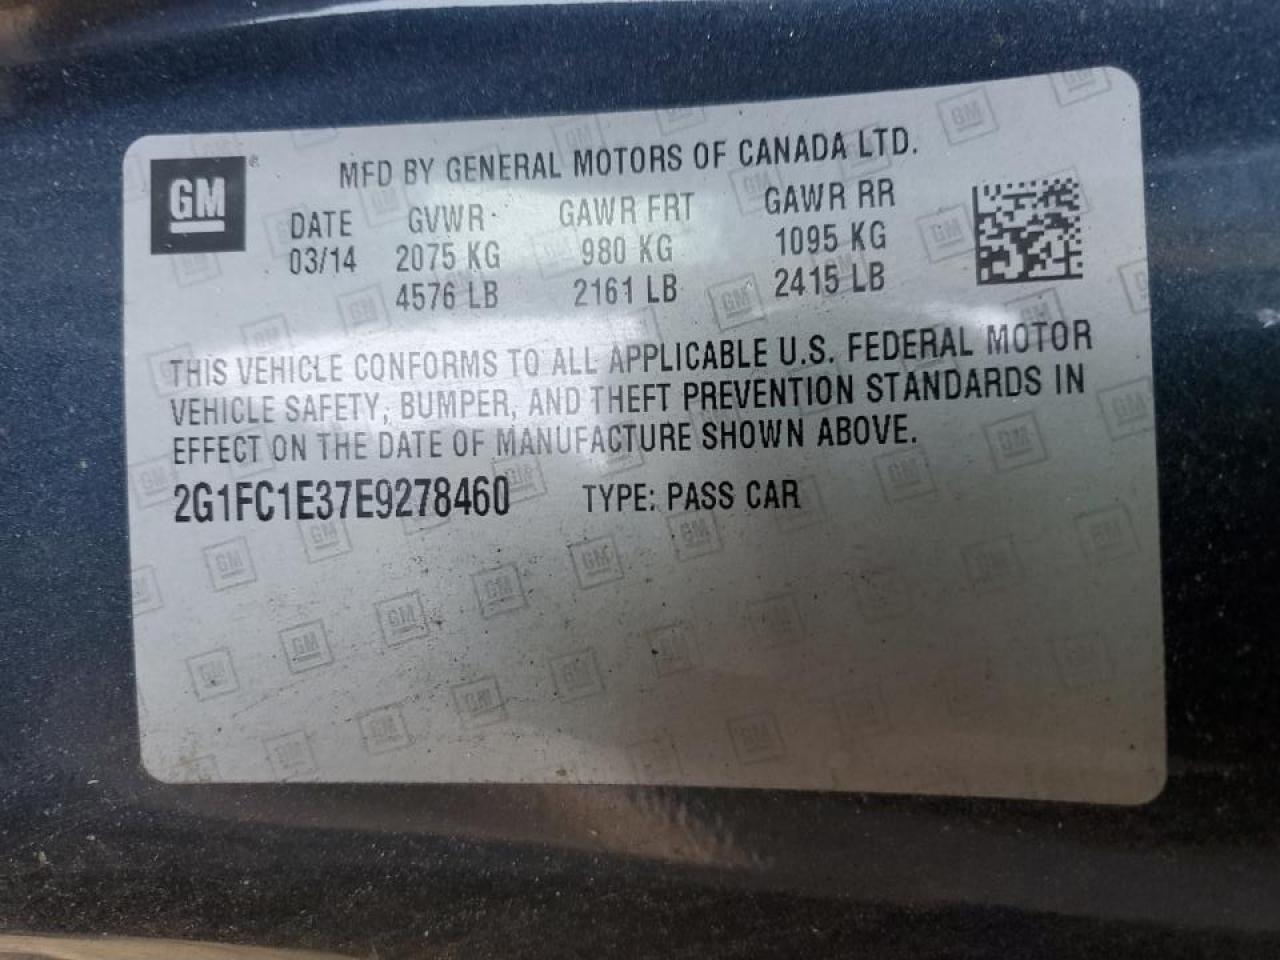 GM
MFD BY GENERAL MOTORS OF CANADA LTD.
DATE GVWR GAWR FRT GAWR RR
03/14 2075 KG 980 KG 1095 KG
4576 LB 2161 LB 2415 LB
THIS VEHICLE CONFORMS TO ALL APPLICABLE U.S. FEDERAL MOTOR
VEHICLE SAFETY, BUMPER, AND THEFT PREVENTION STANDARDS IN
EFFECT ON THE DATE OF MANUFACTURE SHOWN ABOVE.
2G1FC1E37E9278460 TYPE: PASS CAR